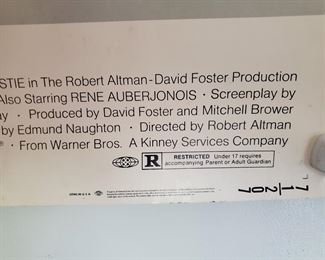 STIE in The Robert Altman-David Foster Production
Also Starring RENE AUBERJONOIS • Screenplay by
ay • Produced by David Foster and Mitchell Brower
by Edmund Naughton • Directed by Robert Altman
® • From Warner Bros. A Kinney Services Company
R RESTRICTED Under 17 requires
accompanying Parent or Adult Guardian
71/207